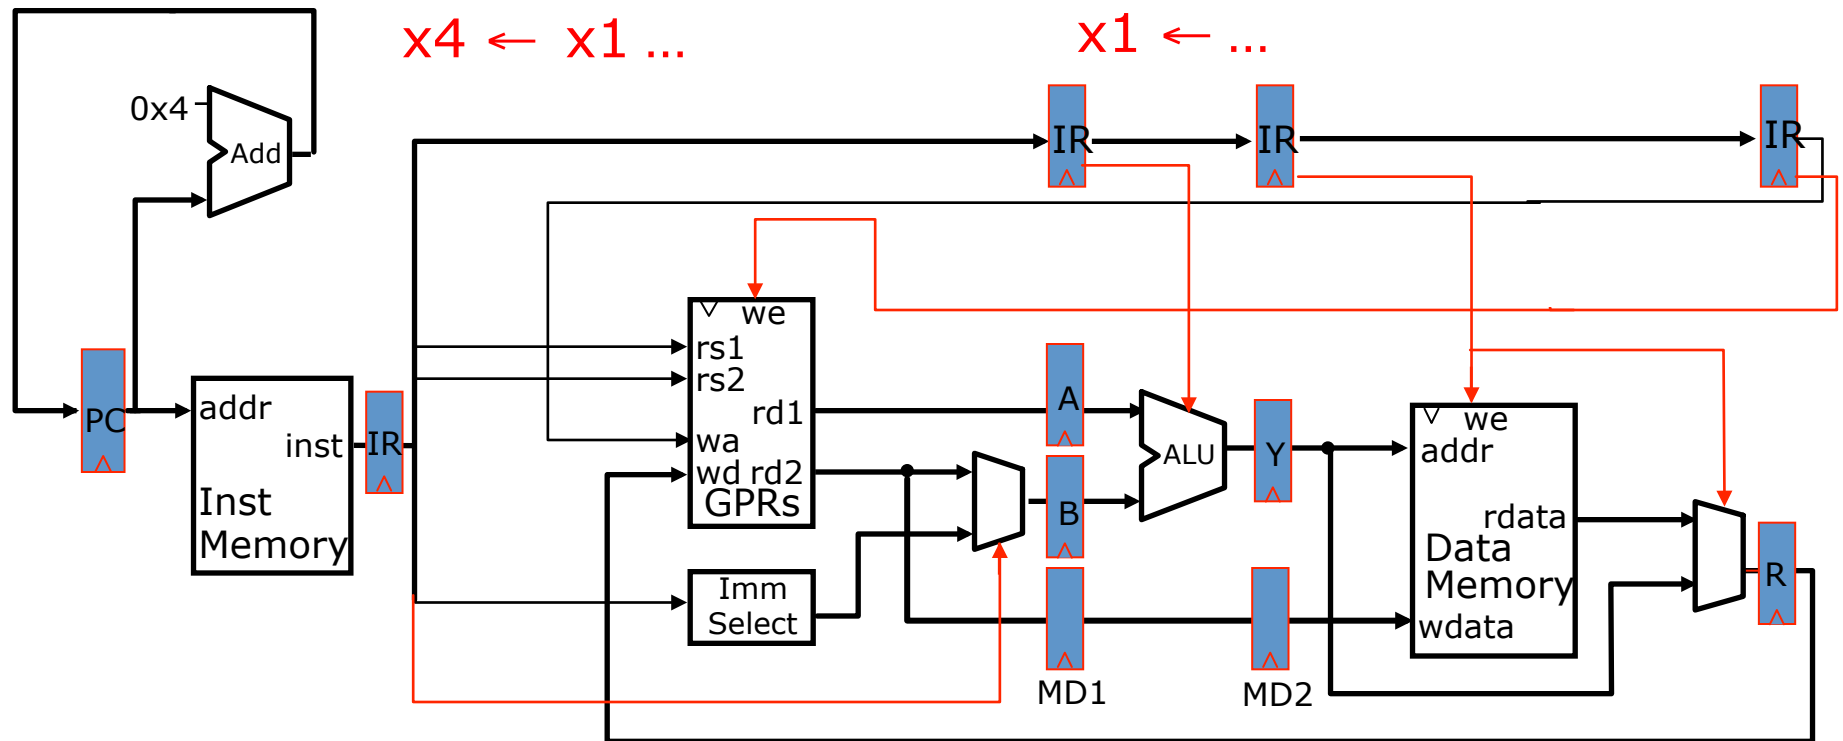 x4 ← x1 ...
x1 ← ...
0x4
Add
IR
IR
IR
we
rs1
rs2
rd1
wa
wd rd2
GPRs
PC
addr
inst
Inst
Memory
IR
A
B
ALU
Y
we
addr
rdata
Data
Memory
wdata
R
Imm
Select
MD1
MD2